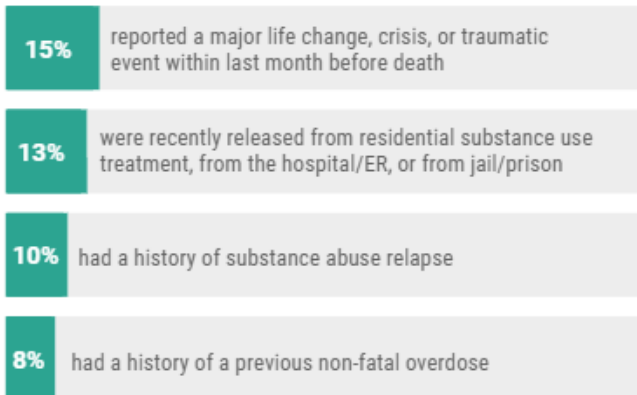 15%
reported a major life change, crisis, or traumatic
event within last month before death
13%
were recently released from residential substance use
treatment, from the hospital/ER, or from jail/prison
10%
had a history of substance abuse relapse
8%
had a history of a previous non-fatal overdose